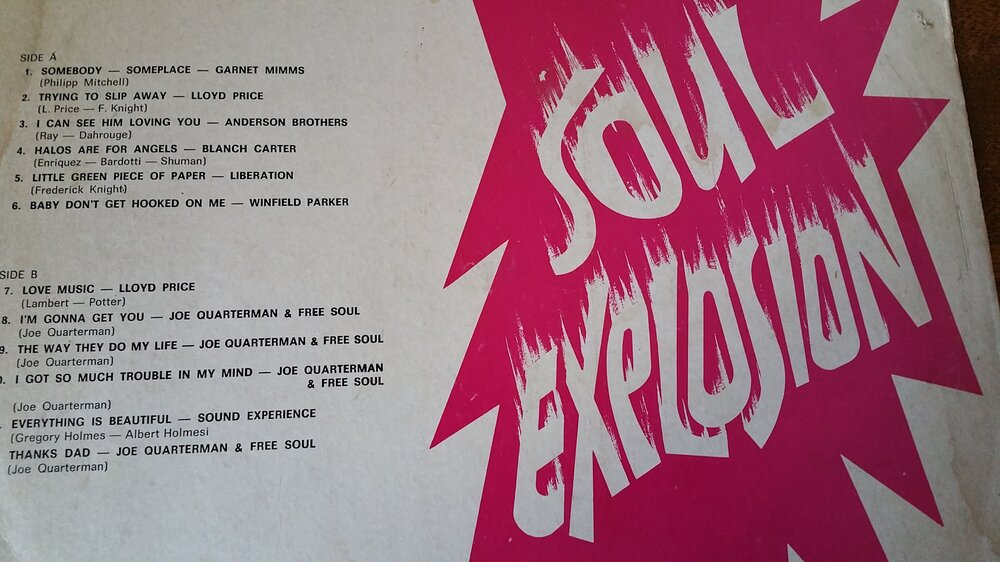 SIDE A
1. SOMEBODY — SOMEPLACE — GARNET MIMMS
(Philipp Mitchell)
2. TRYING TO SLIP AWAY — LLOYD PRICE
(L. Price — F. Knight)
3. I CAN SEE HIM LOVING YOU — ANDERSON BROTHERS
(Ray — Dahrouge)
4. HALOS ARE FOR ANGELS — BLANCH CARTER
(Enriquez — Bardotti — Shuman)
5. LITTLE GREEN PIECE OF PAPER — LIBERATION
(Frederick Knight)
6. BABY DON'T GET HOOKED ON ME — WINFIELD PARKER
SIDE B
7. LOVE MUSIC — LLOYD PRICE
(Lambert — Potter)
8. I'M GONNA GET YOU — JOE QUARTERMAN & FREE SOUL
(Joe Quarterman)
9. THE WAY THEY DO MY LIFE — JOE QUARTERMAN & FREE SOUL
(Joe Quarterman)
. I GOT SO MUCH TROUBLE IN MY MIND — JOE QUARTERMAN
& FREE SOUL
(Joe Quarterman)
. EVERYTHING IS BEAUTIFUL — SOUND EXPERIENCE
(Gregory Holmes — Albert Holmesi
THANKS DAD — JOE QUARTERMAN & FREE SOUL
(Joe Quarterman)
SOUL
EXPLOSION